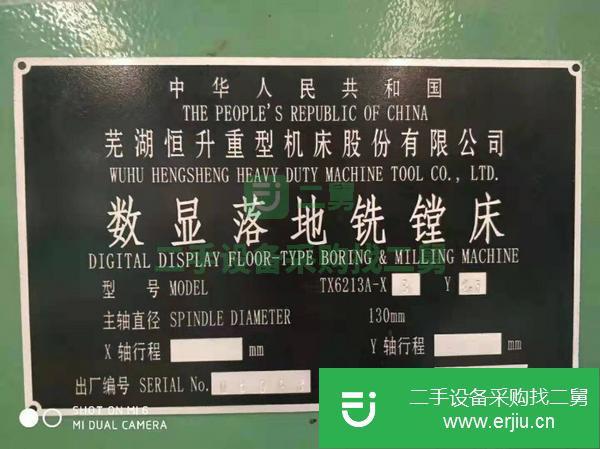 中华人民共和国
THE PEOPLE'S REPUBLIC OF CHINA
芜湖恒升重型机床股份有限公司
WUHU HENGSHENG HEAVY DUTY MACHINE TOOL CO., LTD.
数显落地铣镗床
DIGITAL DISPLAY FLOOR-TYPE BORING & MILLING MACHINE
型 号 MODEL TX6213A-X Y
主轴直径 SPINDLE DIAMETER 130mm
X 轴行程 mm Y 轴行程 mm
出厂编号 SERIAL No.
二舅
二手设备采购找二舅
SHOT ON MI 6
MI DUAL CAMERA
二手设备采购找二舅
www.erjiu.cn